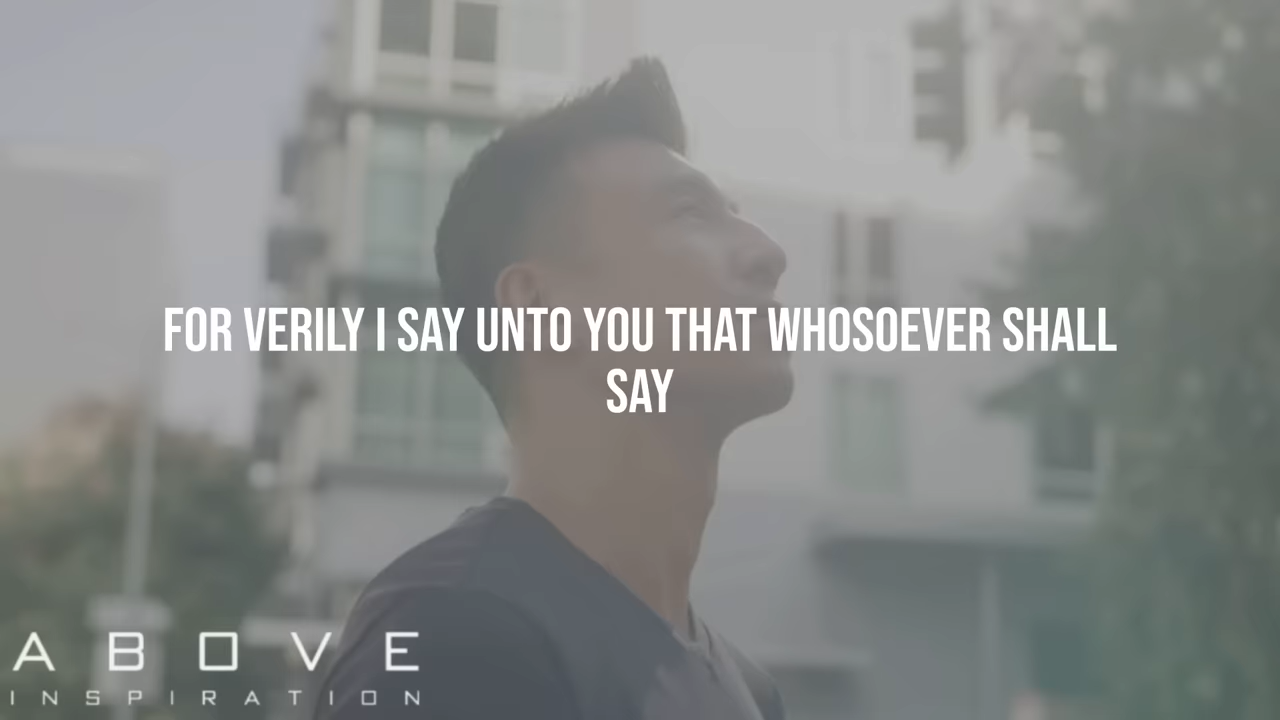 FOR VERILY I SAY UNTO YOU THAT WHOSOEVER SHALL
SAY
ABOVE
INSPIRATION